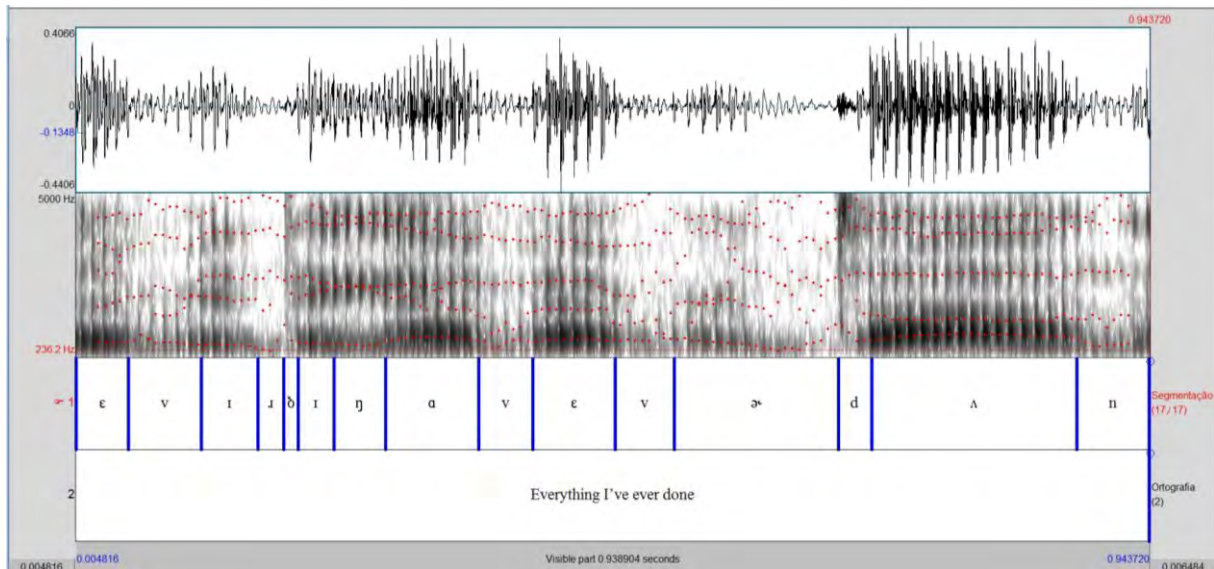 0.943720
0.4066
0
-0.1348
-0.4406
5000 Hz
236.2 Hz
1 ɛ v ɪ ɹ ð ɪ ŋ ɑ v ɛ v ɚ d ʌ n
Segmentação
(17 / 17)
2 Everything I've ever done
Ortografia
(2)
0.004816 Visible part 0.938904 seconds 0.943720
0.004816 0.006484